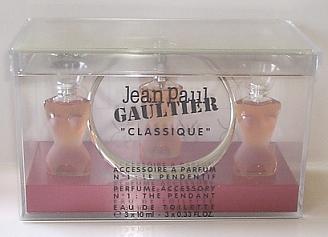 Jean Paul
GAULTIER
"CLASSIQUE"
ACCESSOIRE A PARFUM
N°1: LE PENDENTIF
PERFUME-ACCESSORY
N°1: THE PENDANT
EAU DE TOILETTE
e 3 x 10 ml - 3 x 0.33 FL.OZ.